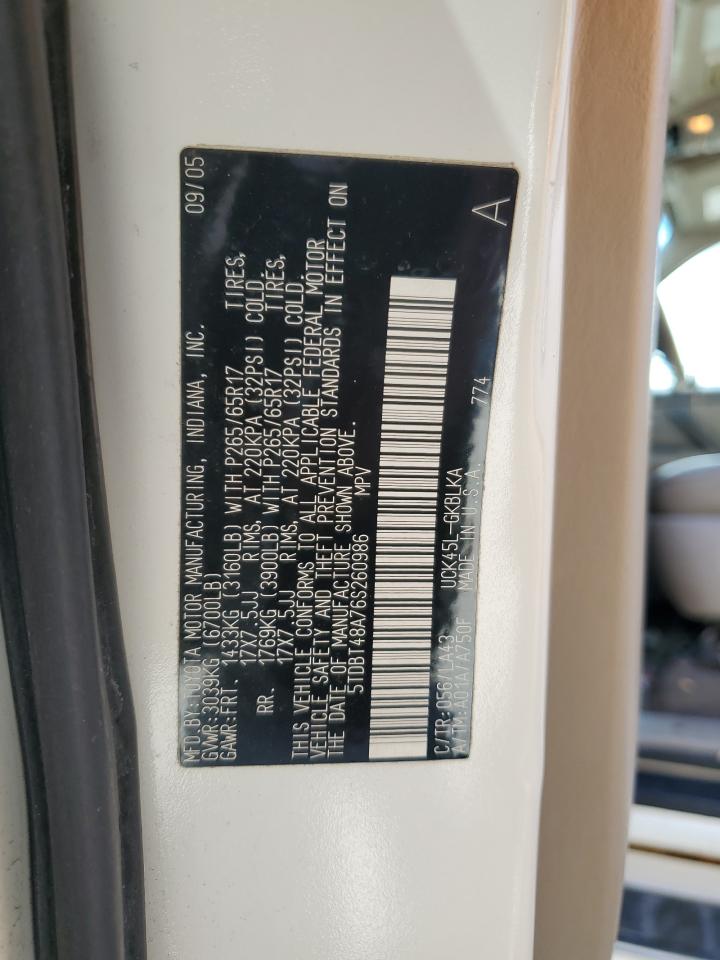 MFD.BY:TOYOTA MOTOR MANUFACTURING, INDIANA, INC. 09/05
GVWR:3039KG (6700LB)
GAWR:FRT. 1433KG (3160LB) WITH P265/65R17 TIRES,
17X7.5JJ RIMS, AT 220KPA (32PSI) COLD.
RR. 1769KG (3900LB) WITH P265/65R17 TIRES,
17X7.5JJ RIMS, AT 220KPA (32PSI) COLD.
THIS VEHICLE CONFORMS TO ALL APPLICABLE FEDERAL MOTOR
VEHICLE SAFETY AND THEFT PREVENTION STANDARDS IN EFFECT ON
THE DATE OF MANUFACTURE SHOWN ABOVE.
5TDBT48A76S260986 MPV
C/TR:056/LA43 UCK45L-GKBLKA 774
A/TM:A01A/A750F MADE IN U.S.A. A